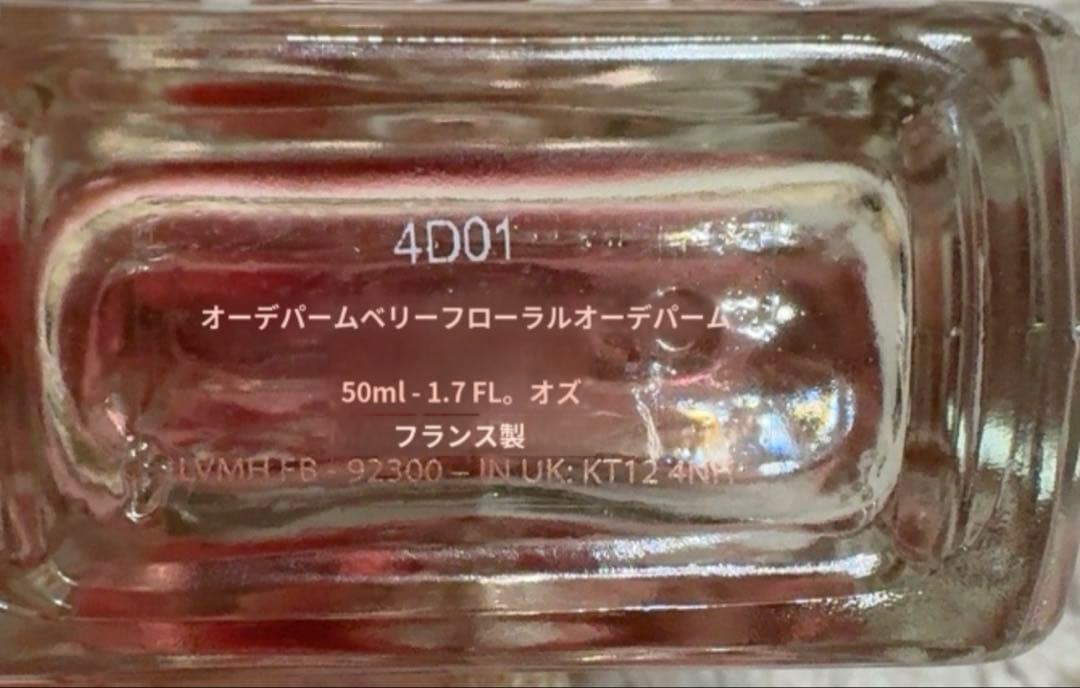 4D01
オーデパームベリーフローラルオーデパーム
50ml - 1.7 FL。オズ
フランス製
LVMH FB - 92300 – IN UK: KT12 4NH